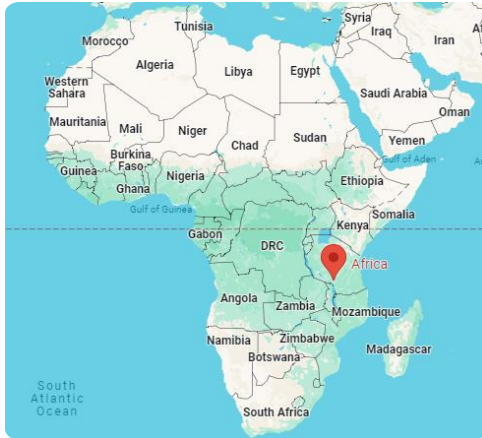 Tunisia
Morocco
Syria
Iraq
Iran
Af
Algeria
Libya
Egypt
Western
Sahara
Saudi Arabia
Oman
Mauritania
Mali
Niger
Chad
Sudan
Yemen
Gulf of Aden
A
Burkina
Faso
Guinea
Ghana
Nigeria
Ethiopia
Gulf of Guinea
Somalia
Kenya
Gabon
DRC
Africa
Angola
Zambia
Mozambique
Namibia
Zimbabwe
Botswana
Madagascar
South
Atlantic
Ocean
South Africa